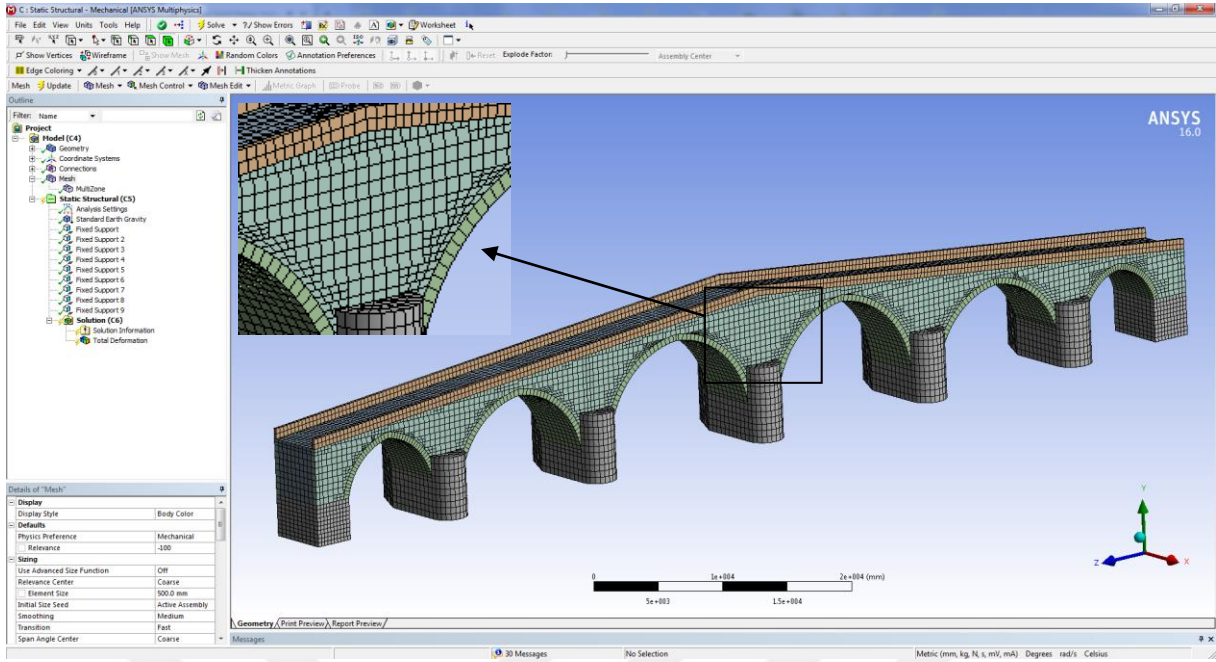 C : Static Structural - Mechanical [ANSYS Multiphysics]
File Edit View Units Tools Help Solve ?/ Show Errors Worksheet
Show Vertices Wireframe Show Mesh Random Colors Annotation Preferences Reset Explode Factor: Assembly Center
Edge Coloring Thicken Annotations
Mesh Update Mesh Mesh Control Mesh Edit Metric Graph Probe
Outline
Filter: Name
Project
Model (C4)
Geometry
Coordinate Systems
Connections
Mesh
MultiZone
Static Structural (C5)
Analysis Settings
Standard Earth Gravity
Fixed Support
Fixed Support 2
Fixed Support 3
Fixed Support 4
Fixed Support 5
Fixed Support 6
Fixed Support 7
Fixed Support 8
Fixed Support 9
Solution (C6)
Solution Information
Total Deformation
ANSYS
16.0
Details of "Mesh"
Display
Display Style Body Color
Defaults
Physics Preference Mechanical
Relevance -100
Sizing
Use Advanced Size Function Off
Relevance Center Coarse
Element Size 500.0 mm
Initial Size Seed Active Assembly
Smoothing Medium
Transition Fast
Span Angle Center Coarse
Y
Z X
0 1e+004 2e+004 (mm)
5e+003 1.5e+004
Geometry Print Preview Report Preview
Messages
30 Messages No Selection Metric (mm, kg, N, s, mV, mA) Degrees rad/s Celsius